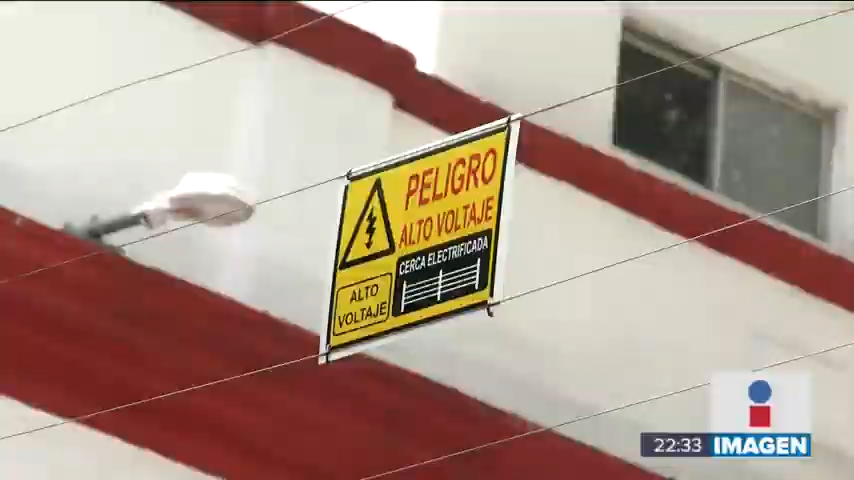 PELIGRO
ALTO VOLTAJE
CERCA ELECTRIFICADA
ALTO
VOLTAJE
22:33 IMAGEN